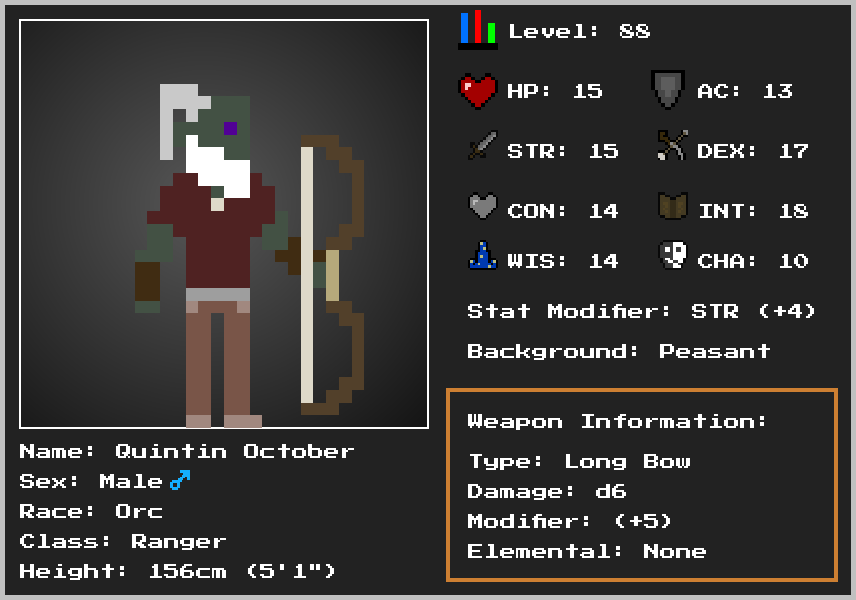 Level: 88
HP: 15
AC: 13
STR: 15
DEX: 17
CON: 14
INT: 18
WIS: 14
CHA: 10
Stat Modifier: STR (+4)
Background: Peasant
Weapon Information:
Type: Long Bow
Damage: d6
Modifier: (+5)
Elemental: None
Name: Quintin October
Sex: Male ♂
Race: Orc
Class: Ranger
Height: 156cm (5'1")